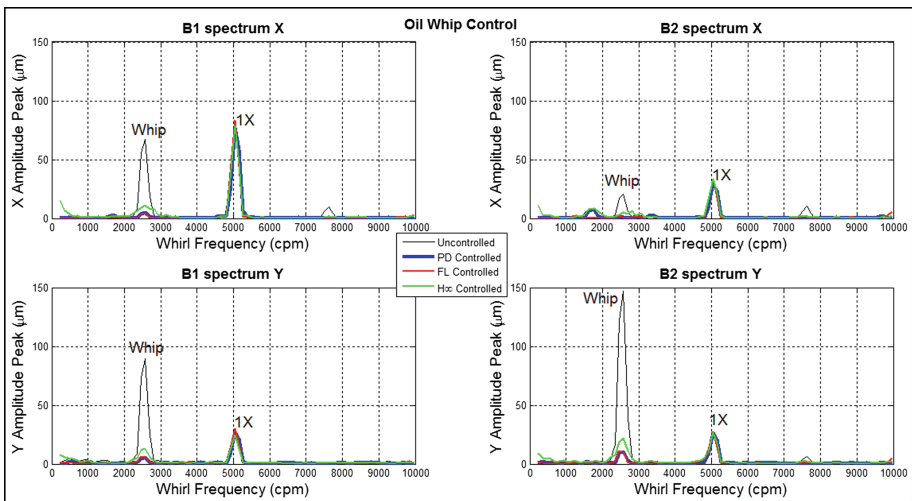 Oil Whip Control
B1 spectrum X
X Amplitude Peak (μm)
150
100
50
0
Whip
1X
0 1000 2000 3000 4000 5000 6000 7000 8000 9000 10000
Whirl Frequency (cpm)
B2 spectrum X
X Amplitude Peak (μm)
150
100
50
0
Whip
1X
0 1000 2000 3000 4000 5000 6000 7000 8000 9000 10000
Whirl Frequency (cpm)
Uncontrolled
PD Controlled
FL Controlled
H∞ Controlled
B1 spectrum Y
Y Amplitude Peak (μm)
150
100
50
0
Whip
1X
0 1000 2000 3000 4000 5000 6000 7000 8000 9000 10000
Whirl Frequency (cpm)
B2 spectrum Y
Y Amplitude Peak (μm)
150
100
50
0
Whip
1X
0 1000 2000 3000 4000 5000 6000 7000 8000 9000 10000
Whirl Frequency (cpm)